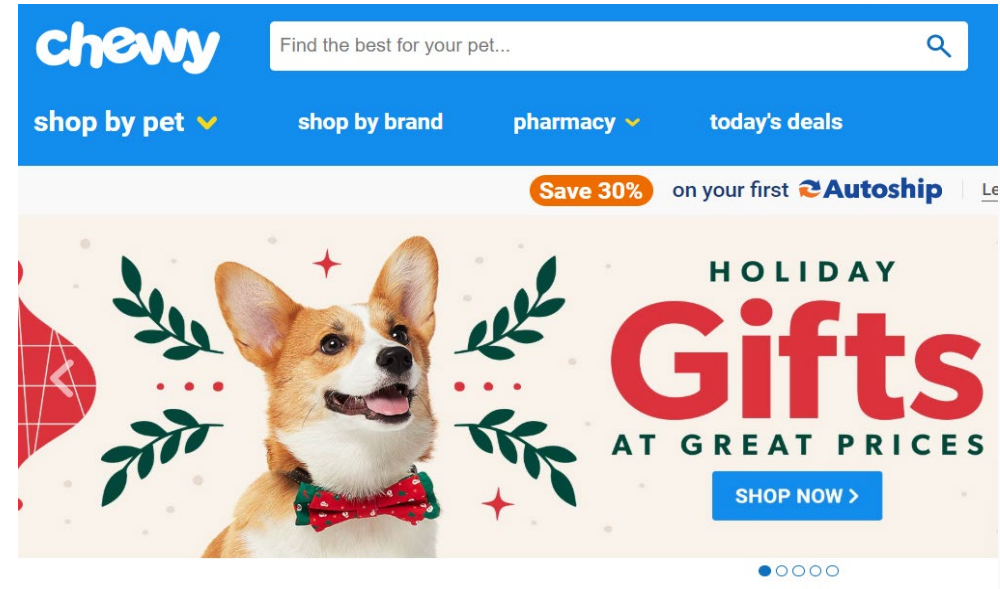 chewy
Find the best for your pet...
shop by pet
shop by brand
pharmacy
today's deals
Save 30% on your first Autoship
Le
HOLIDAY
Gifts
AT GREAT PRICES
SHOP NOW >